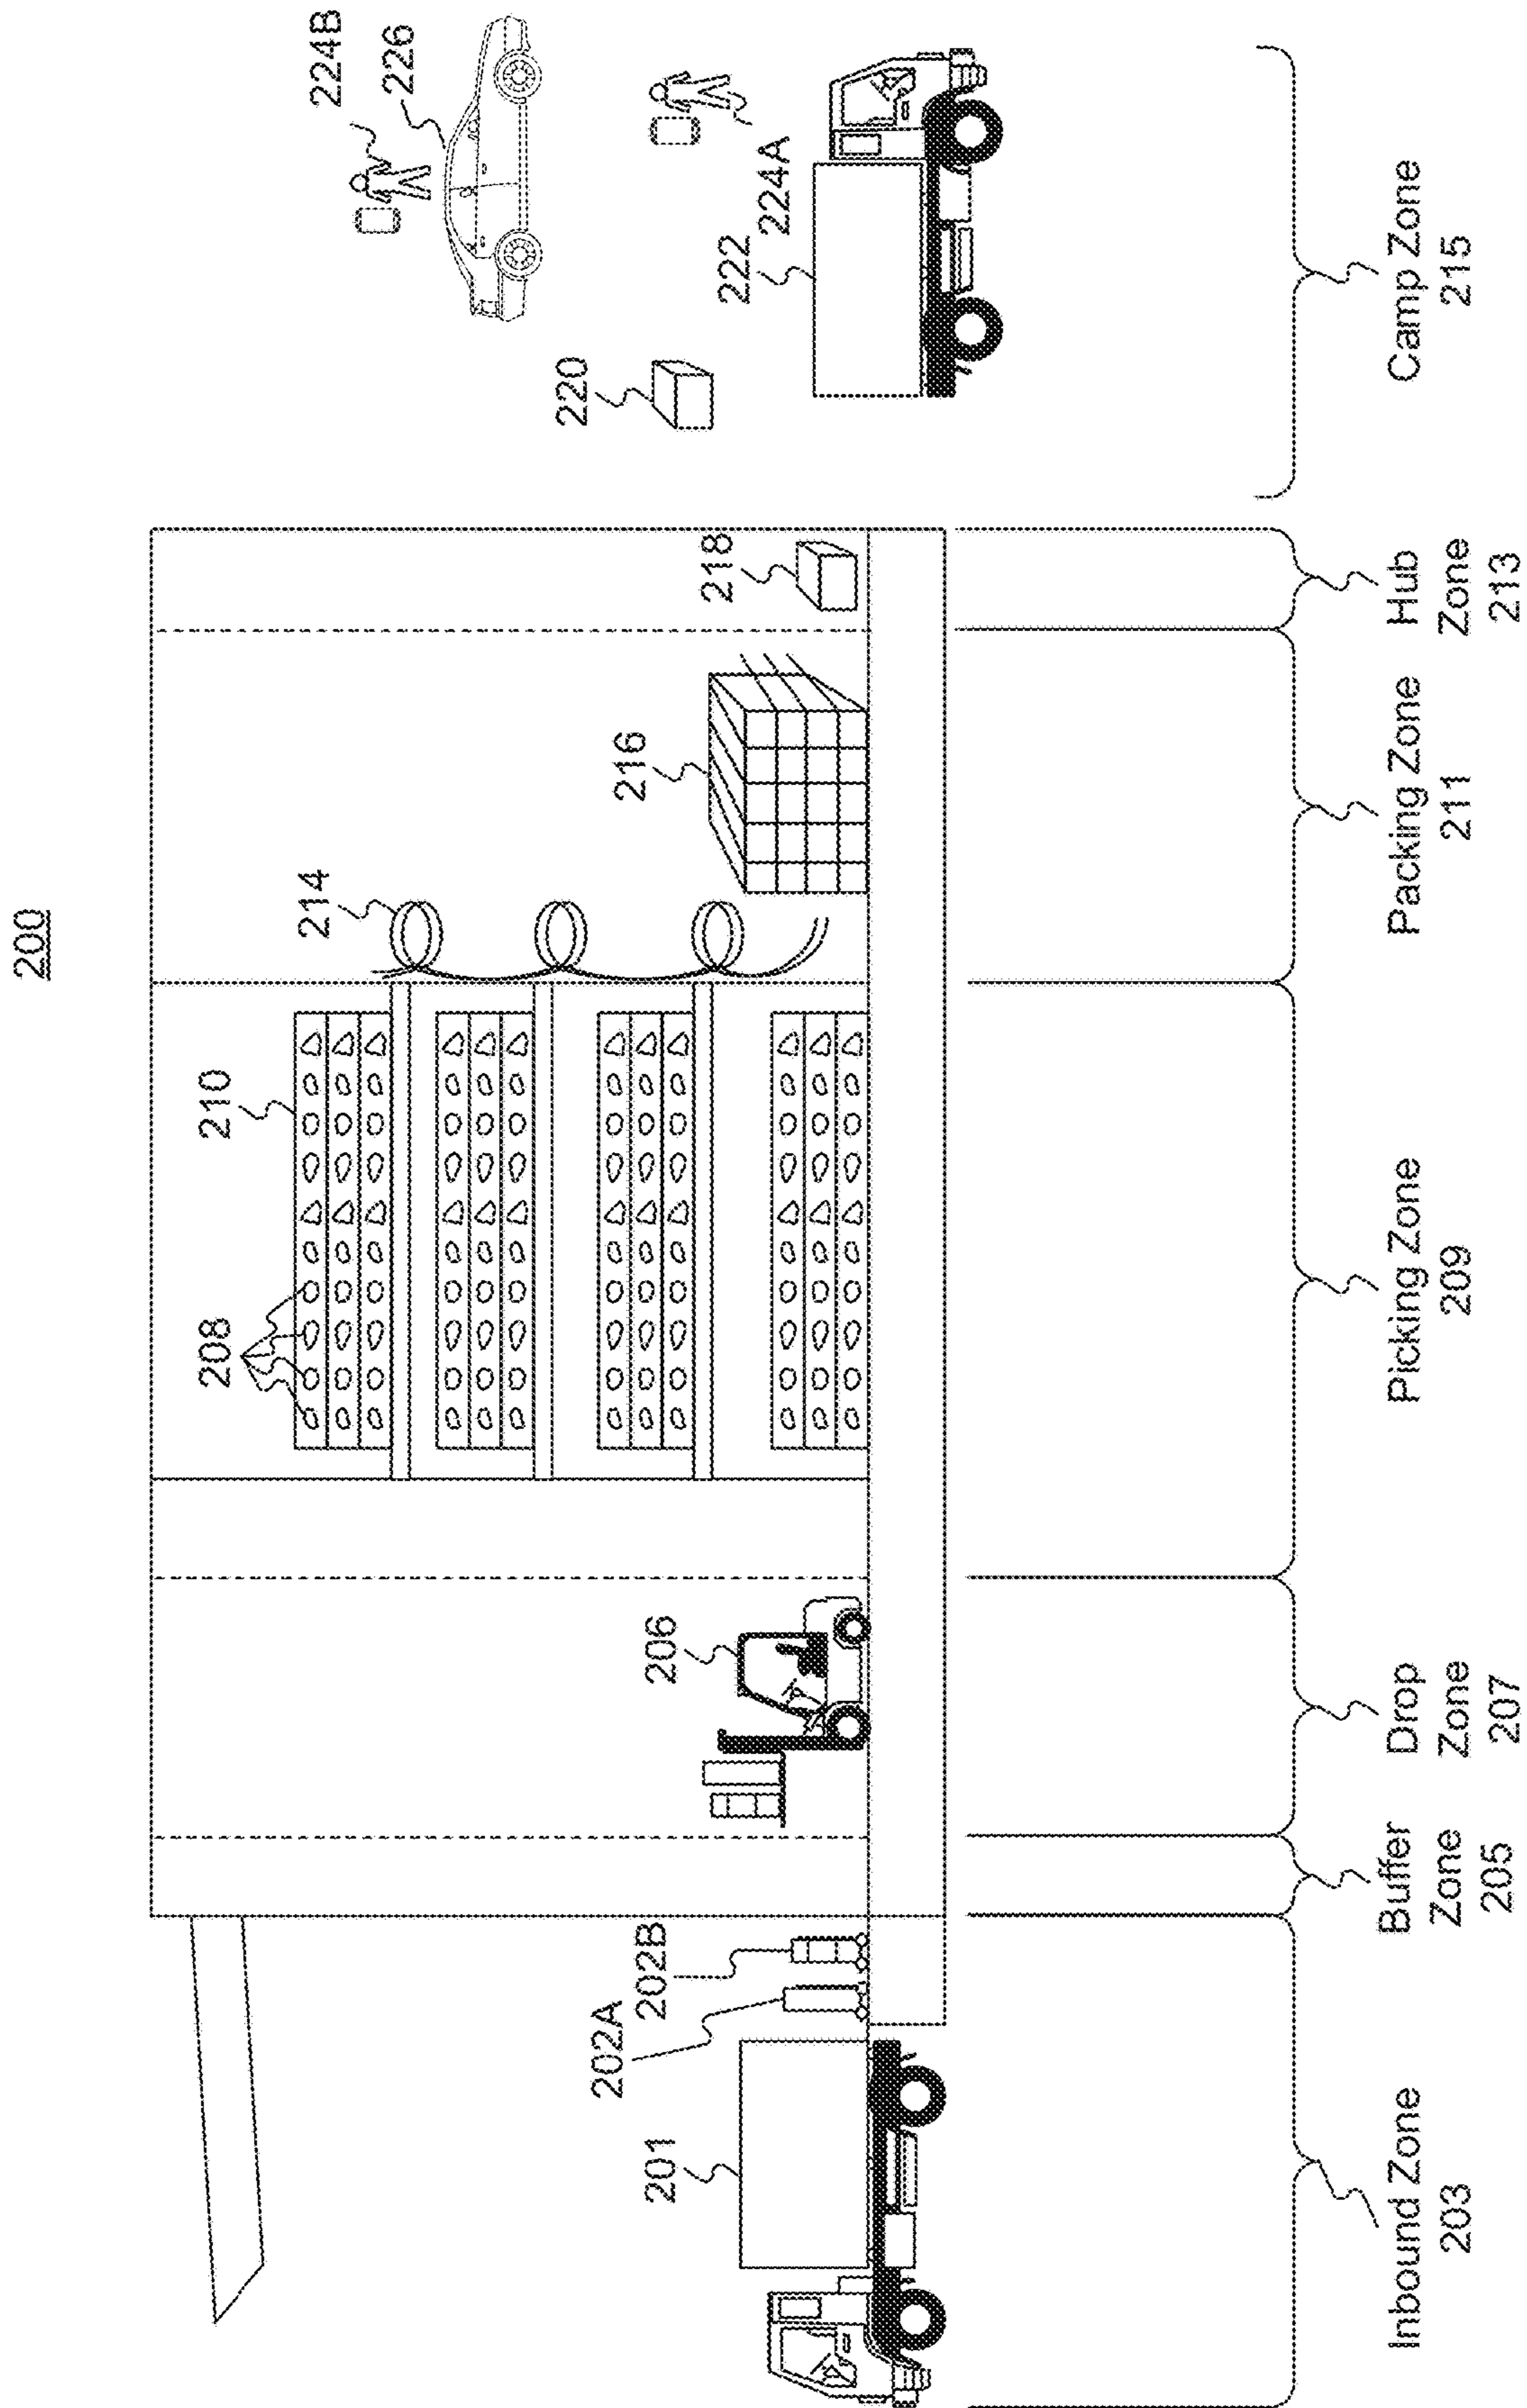 200
201
202A
202B
206
208
210
214
216
218
220
222
224A
224B
226
Inbound Zone
203
Buffer
Zone
205
Drop
Zone
207
Picking Zone
209
Packing Zone
211
Hub
Zone
213
Camp Zone
215